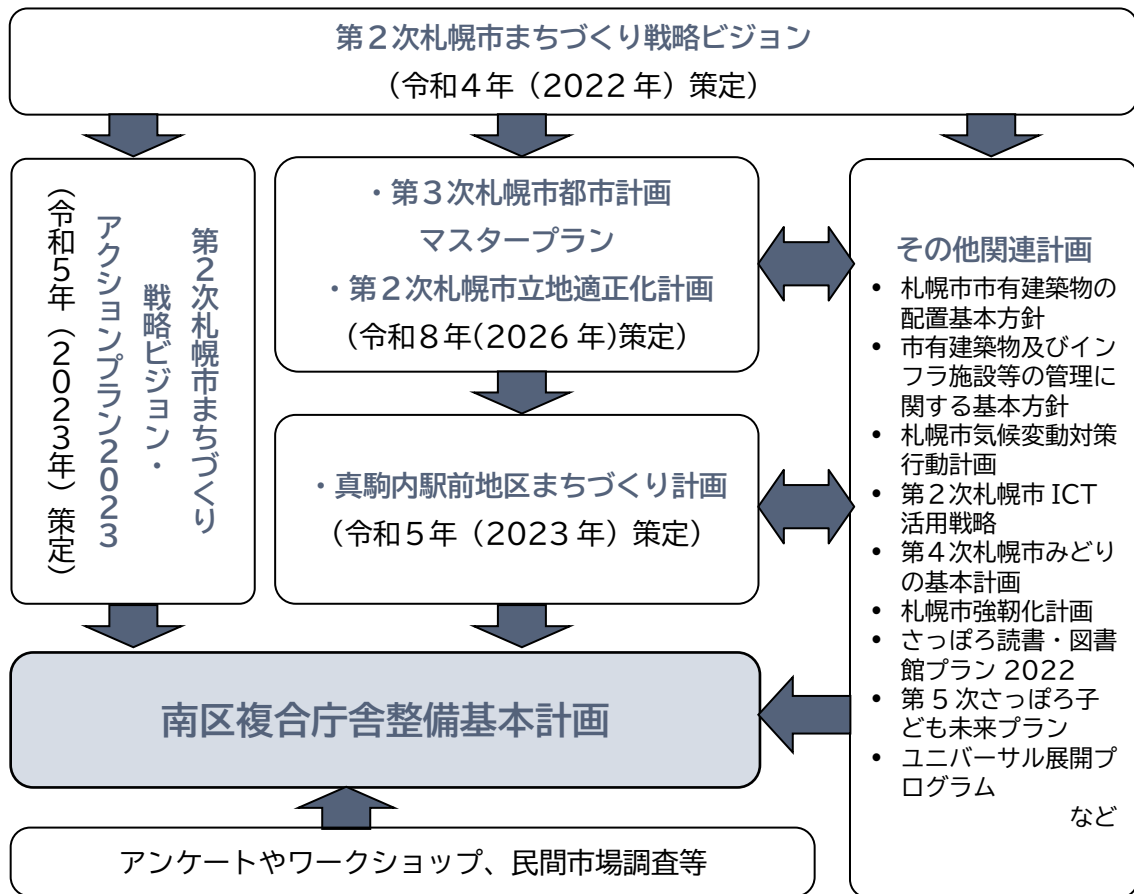 第2次札幌市まちづくり戦略ビジョン
（令和4年（2022年）策定）
第2次札幌市まちづくり
戦略ビジョン・
アクションプラン2023
（令和5年（2023年）策定）
・第3次札幌市都市計画
マスタープラン
・第2次札幌市立地適正化計画
（令和8年(2026年)策定）
・真駒内駅前地区まちづくり計画
（令和5年（2023年）策定）
その他関連計画
• 札幌市市有建築物の
配置基本方針
• 市有建築物及びイン
フラ施設等の管理に
関する基本方針
• 札幌市気候変動対策
行動計画
• 第2次札幌市 ICT
活用戦略
• 第4次札幌市みどり
の基本計画
• 札幌市強靭化計画
• さっぽろ読書・図書
館プラン 2022
• 第5次さっぽろ子
ども未来プラン
• ユニバーサル展開プ
ログラム
など
南区複合庁舎整備基本計画
アンケートやワークショップ、民間市場調査等